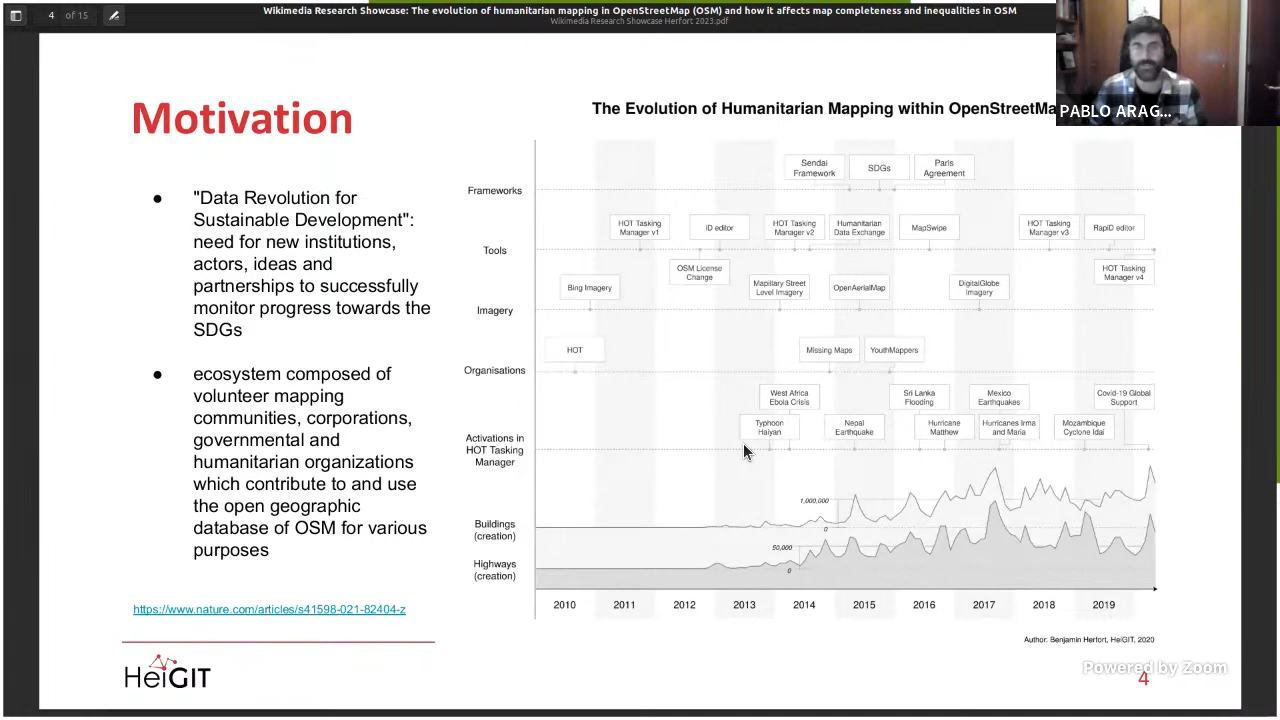 4 of 15
Wikimedia Research Showcase: The evolution of humanitarian mapping in OpenStreetMap (OSM) and how it affects map completeness and inequalities in OSM
Wikimedia Research Showcase Herfort 2023.pdf
PABLO ARAG...
Motivation
● "Data Revolution for
Sustainable Development":
need for new institutions,
actors, ideas and
partnerships to successfully
monitor progress towards the
SDGs
● ecosystem composed of
volunteer mapping
communities, corporations,
governmental and
humanitarian organizations
which contribute to and use
the open geographic
database of OSM for various
purposes
https://www.nature.com/articles/s41598-021-82404-z
HeiGIT
The Evolution of Humanitarian Mapping within OpenStreetMa
Frameworks
Sendai
Framework
SDGs
Paris
Agreement
Tools
HOT Tasking
Manager v1
iD editor
HOT Tasking
Manager v2
Humanitarian
Data Exchange
MapSwipe
HOT Tasking
Manager v3
RapiD editor
OSM License
Change
HOT Tasking
Manager v4
Imagery
Bing Imagery
Mapillary Street
Level Imagery
OpenAerialMap
DigitalGlobe
Imagery
Organisations
HOT
Missing Maps
YouthMappers
Activations in
HOT Tasking
Manager
West Africa
Ebola Crisis
Sri Lanka
Flooding
Mexico
Earthquakes
Covid-19 Global
Support
Typhoon
Haiyan
Nepal
Earthquake
Hurricane
Matthew
Hurricanes Irma
and Maria
Mozambique
Cyclone Idai
Buildings
(creation)
1,000,000
0
Highways
(creation)
50,000
0
2010 2011 2012 2013 2014 2015 2016 2017 2018 2019
Author: Benjamin Herfort, HeiGIT, 2020
Powered by Zoom
4